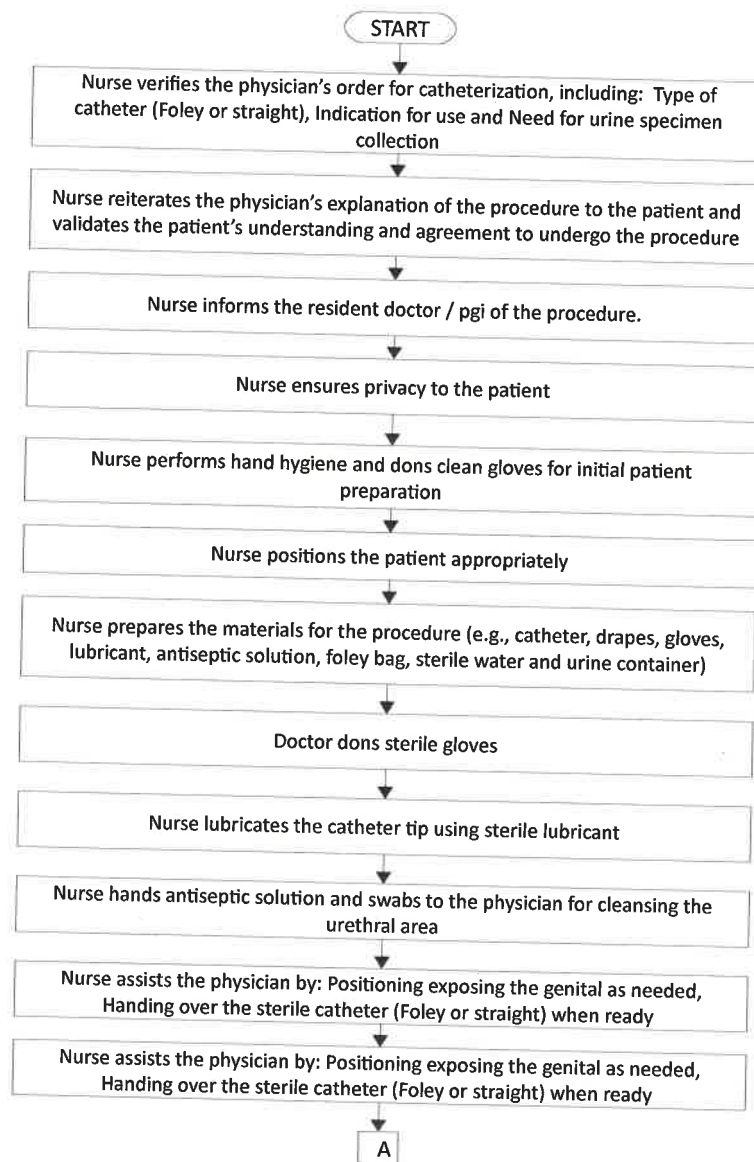 START
Nurse verifies the physician's order for catheterization, including: Type of
catheter (Foley or straight), Indication for use and Need for urine specimen
collection
Nurse reiterates the physician's explanation of the procedure to the patient and
validates the patient's understanding and agreement to undergo the procedure
Nurse informs the resident doctor / pgi of the procedure.
Nurse ensures privacy to the patient
Nurse performs hand hygiene and dons clean gloves for initial patient
preparation
Nurse positions the patient appropriately
Nurse prepares the materials for the procedure (e.g., catheter, drapes, gloves,
lubricant, antiseptic solution, foley bag, sterile water and urine container)
Doctor dons sterile gloves
Nurse lubricates the catheter tip using sterile lubricant
Nurse hands antiseptic solution and swabs to the physician for cleansing the
urethral area
Nurse assists the physician by: Positioning exposing the genital as needed,
Handing over the sterile catheter (Foley or straight) when ready
Nurse assists the physician by: Positioning exposing the genital as needed,
Handing over the sterile catheter (Foley or straight) when ready
A